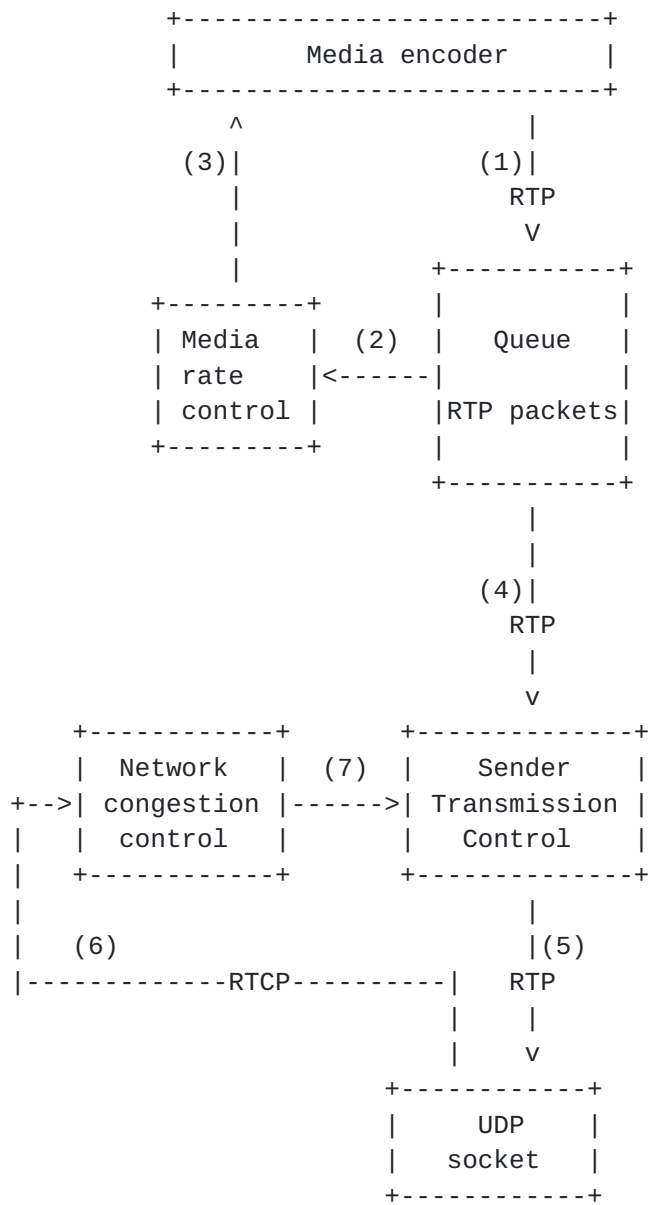 Media encoder
(3)| (1)|
RTP
V
Media (2) Queue
rate
control RTP packets
(4)
RTP
v
Network (7) Sender
congestion Transmission
control Control
(6) (5)
RTCP RTP
v
UDP
socket